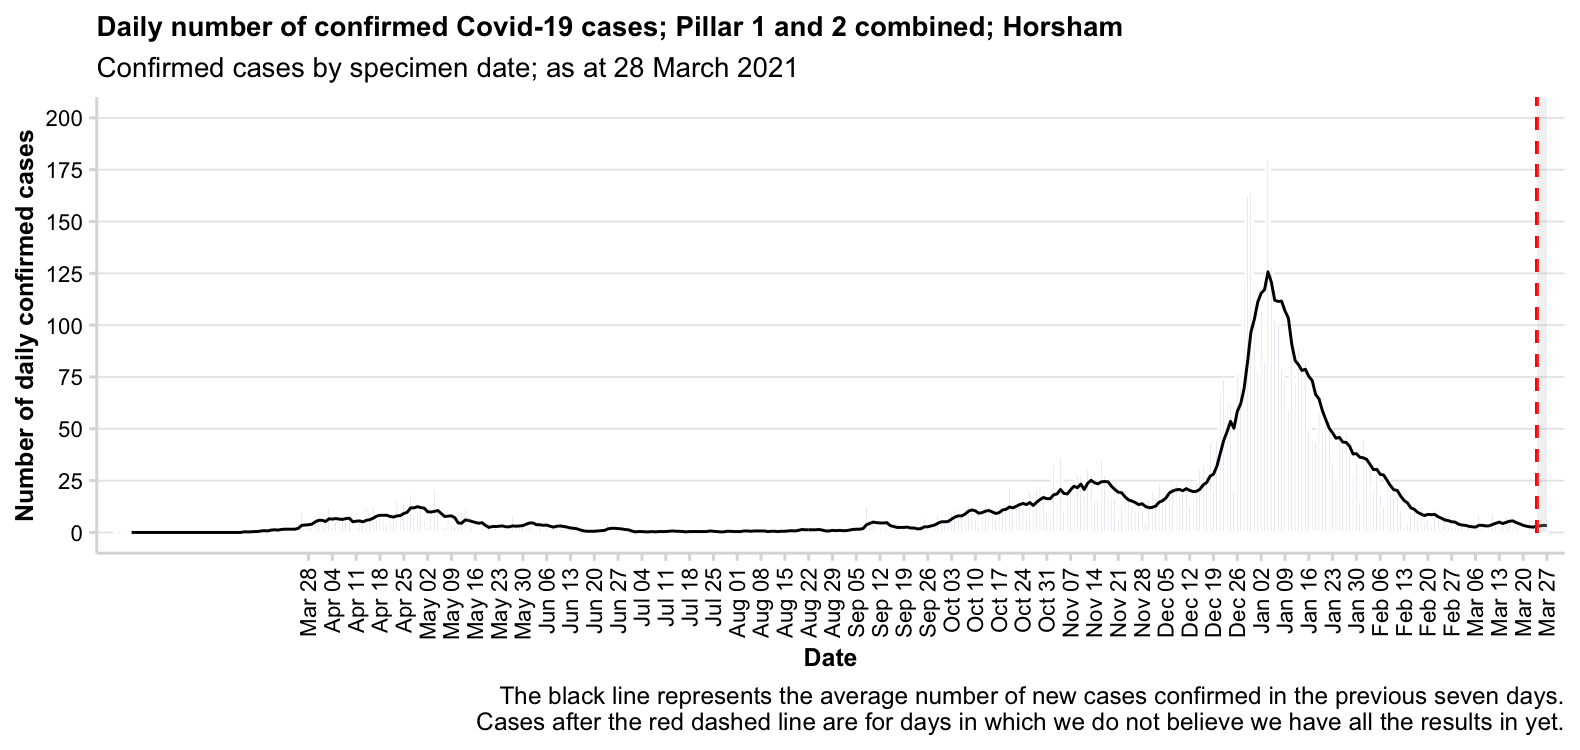 Daily number of confirmed Covid-19 cases; Pillar 1 and 2 combined; Horsham
Confirmed cases by specimen date; as at 28 March 2021
Number of daily confirmed cases
200
175
150
125
100
75
50
25
0
Mar 28
Apr 04
Apr 11
Apr 18
Apr 25
May 02
May 09
May 16
May 23
May 30
Jun 06
Jun 13
Jun 20
Jun 27
Jul 04
Jul 11
Jul 18
Jul 25
Aug 01
Aug 08
Aug 15
Aug 22
Aug 29
Sep 05
Sep 12
Sep 19
Sep 26
Oct 03
Oct 10
Oct 17
Oct 24
Oct 31
Nov 07
Nov 14
Nov 21
Nov 28
Dec 05
Dec 12
Dec 19
Dec 26
Jan 02
Jan 09
Jan 16
Jan 23
Jan 30
Feb 06
Feb 13
Feb 20
Feb 27
Mar 06
Mar 13
Mar 20
Mar 27
Date
The black line represents the average number of new cases confirmed in the previous seven days.
Cases after the red dashed line are for days in which we do not believe we have all the results in yet.